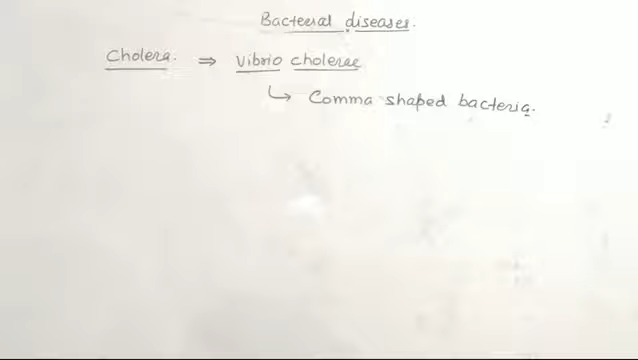 Bacterial diseases.
Cholera. ⇒ Vibrio cholerae
↳ Comma shaped bacteria.